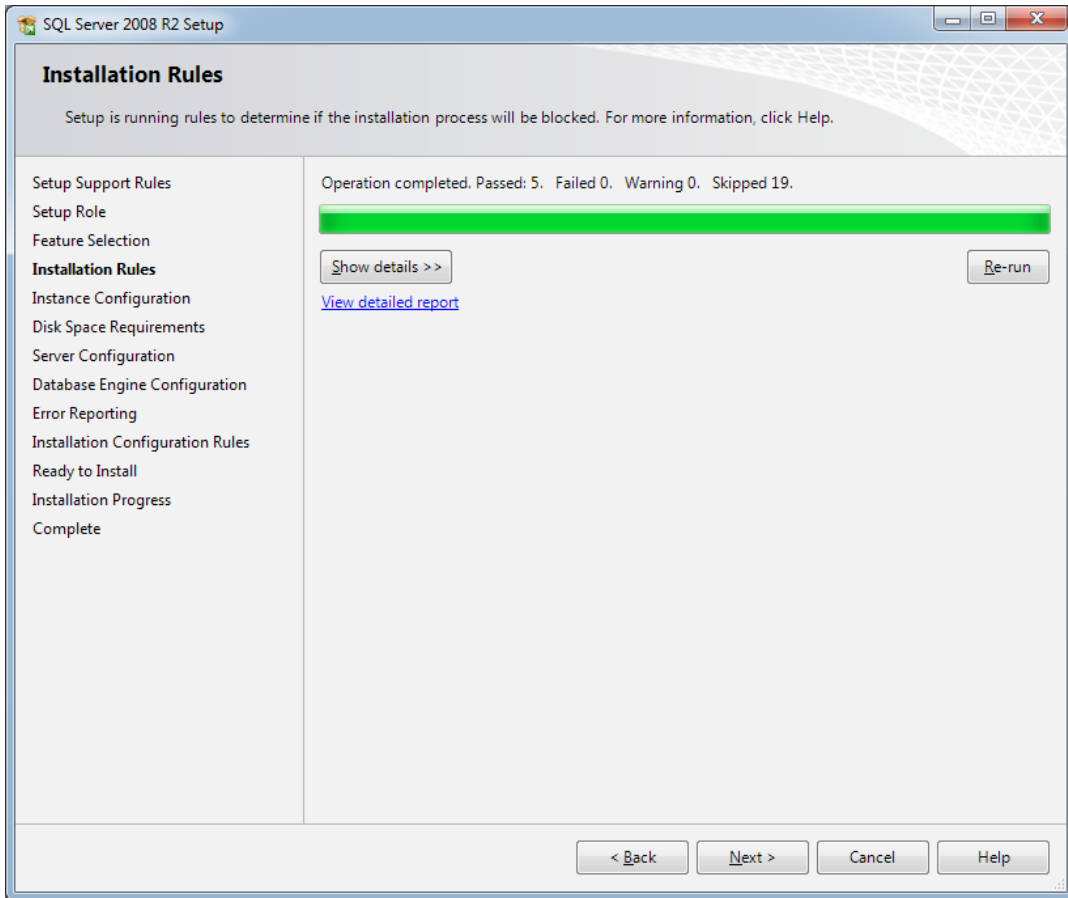 SQL Server 2008 R2 Setup
Installation Rules
Setup is running rules to determine if the installation process will be blocked. For more information, click Help.
Setup Support Rules
Setup Role
Feature Selection
Installation Rules
Instance Configuration
Disk Space Requirements
Server Configuration
Database Engine Configuration
Error Reporting
Installation Configuration Rules
Ready to Install
Installation Progress
Complete
Operation completed. Passed: 5.   Failed 0.   Warning 0.   Skipped 19.
Show details >>
Re-run
View detailed report
< Back
Next >
Cancel
Help